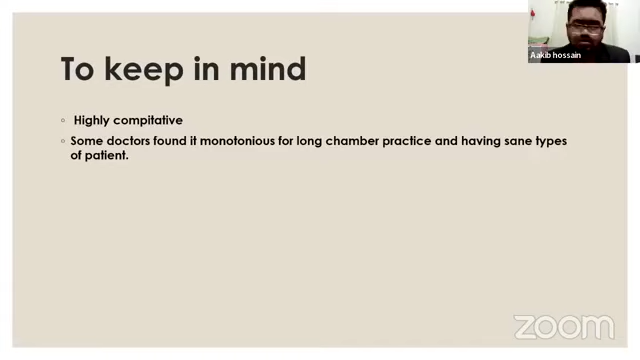 Aakib hossain
To keep in mind
Highly compitative
Some doctors found it monotonious for long chamber practice and having sane types
of patient.
zoom